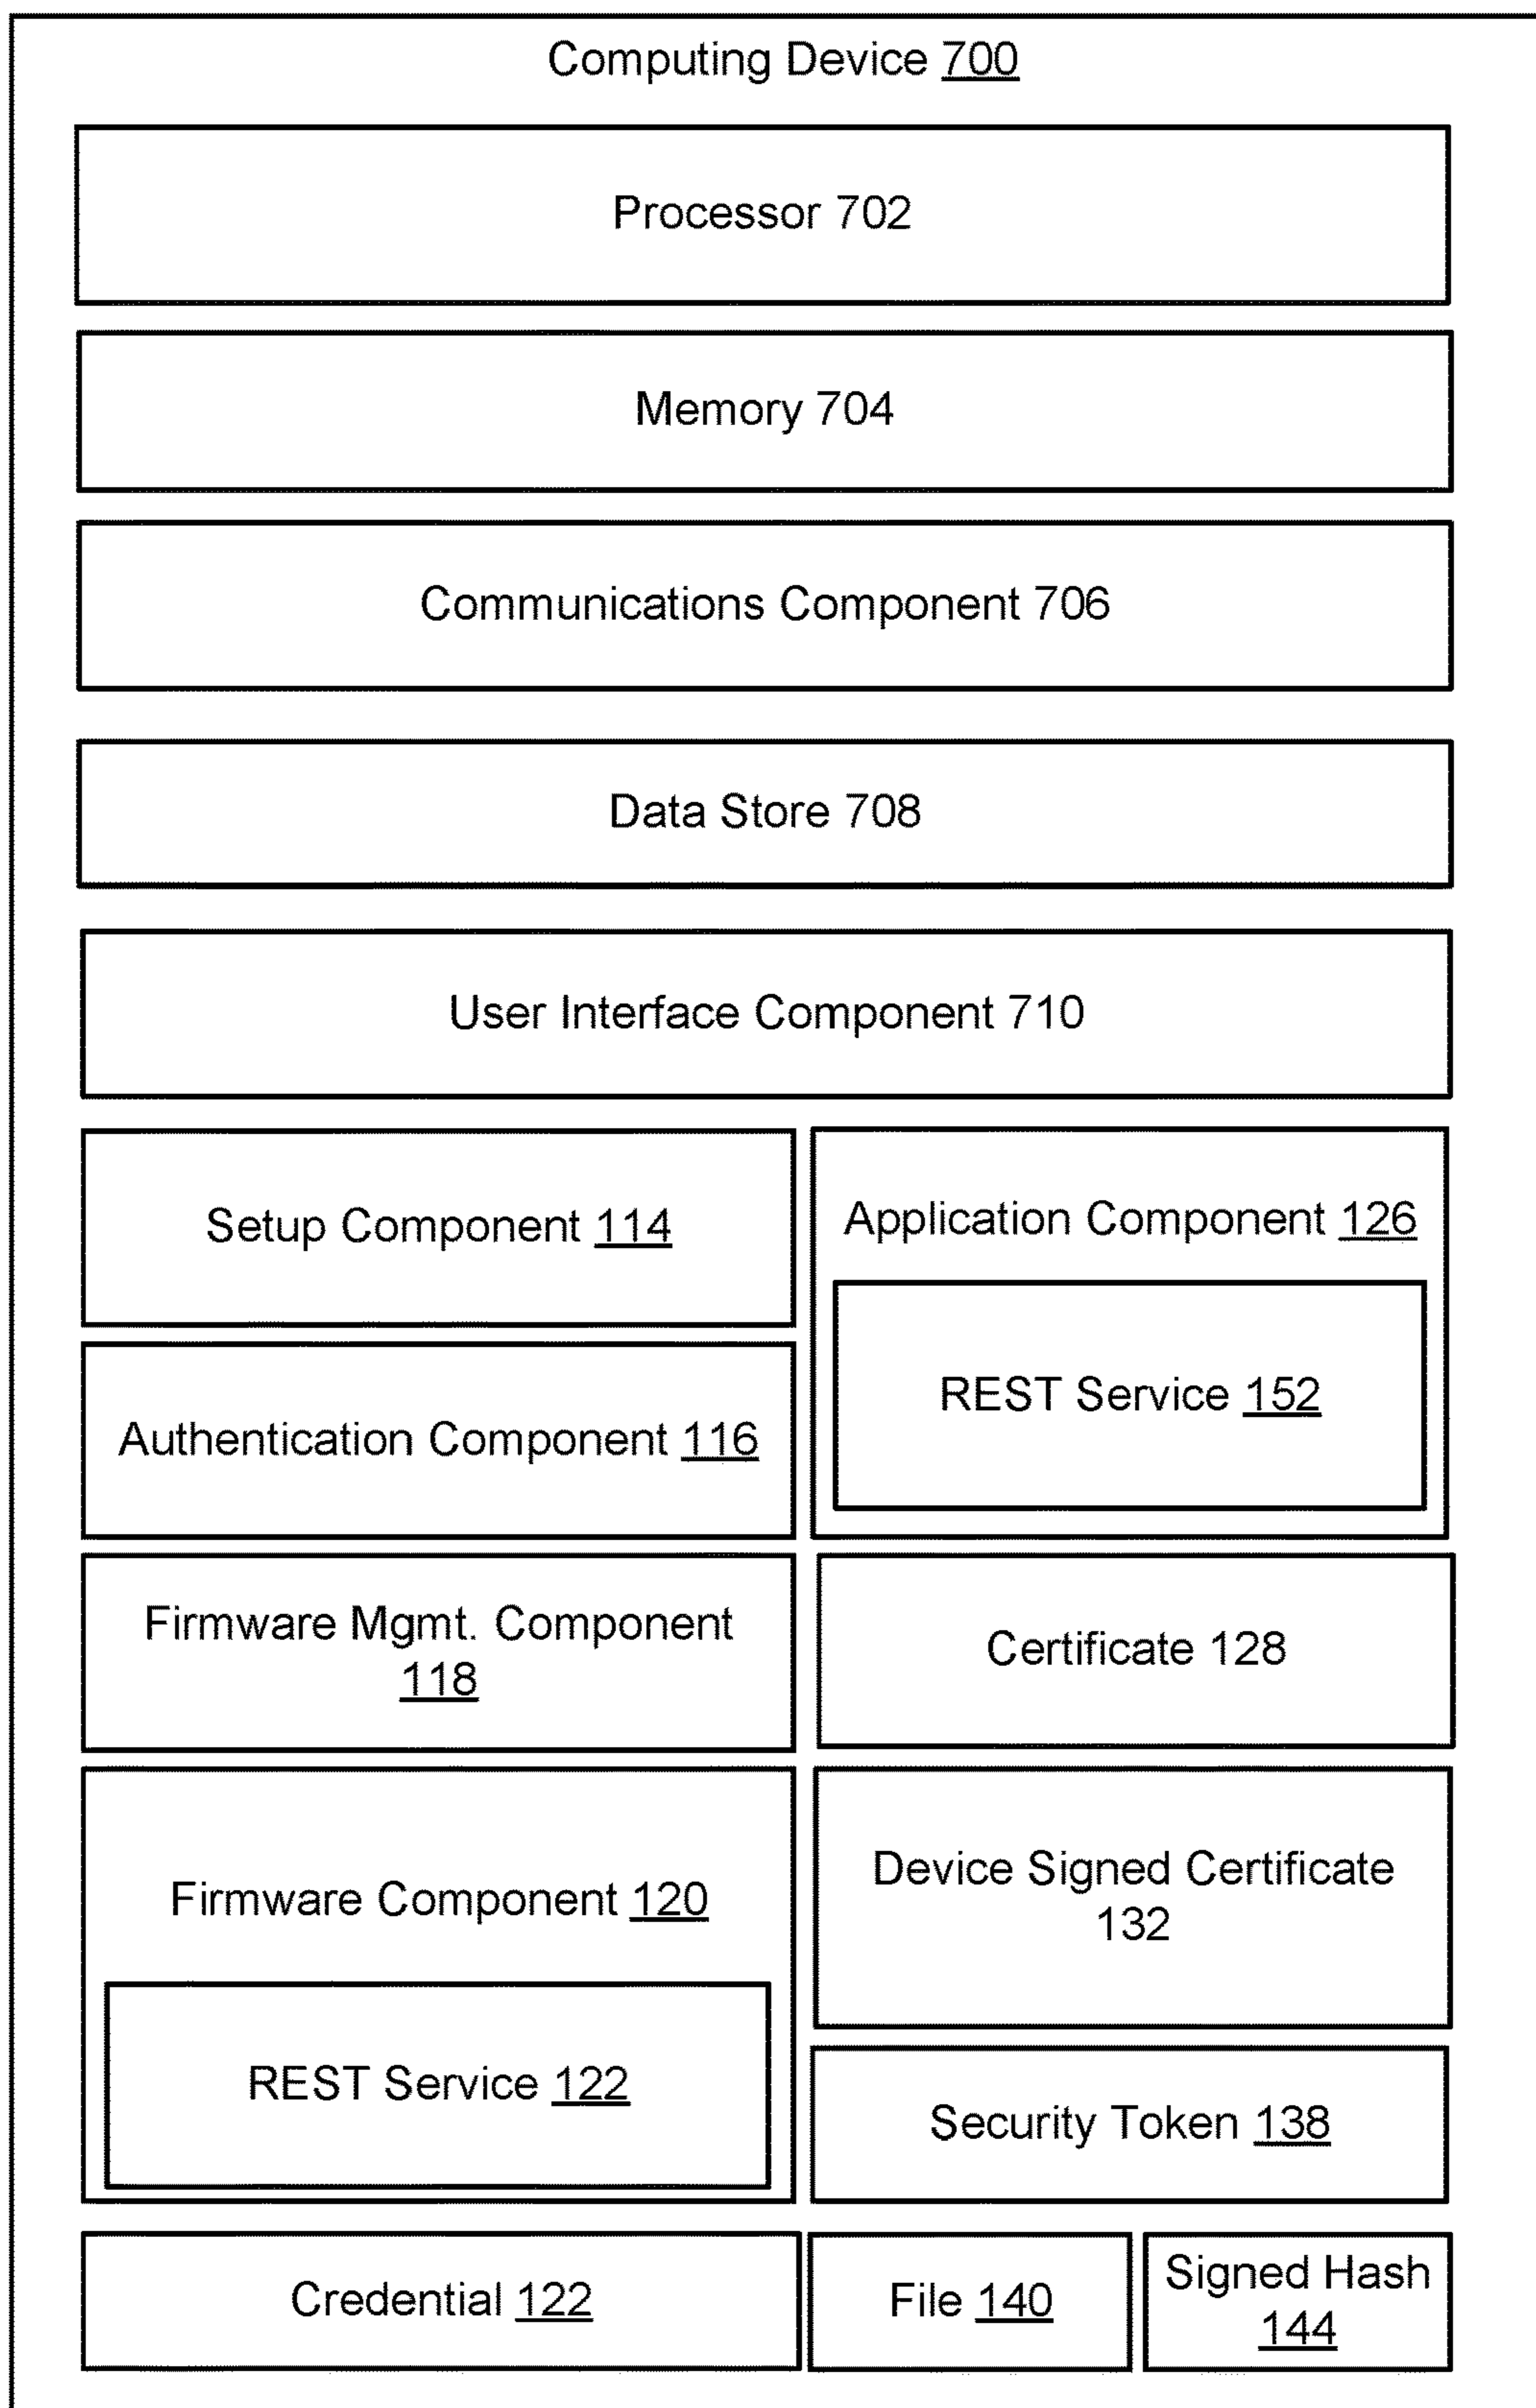 Computing Device 700
Processor 702
Memory 704
Communications Component 706
Data Store 708
User Interface Component 710
Setup Component 114
Authentication Component 116
Application Component 126
REST Service 152
Firmware Mgmt. Component
118
Certificate 128
Firmware Component 120
REST Service 122
Device Signed Certificate
132
Security Token 138
Credential 122
File 140
Signed Hash
144